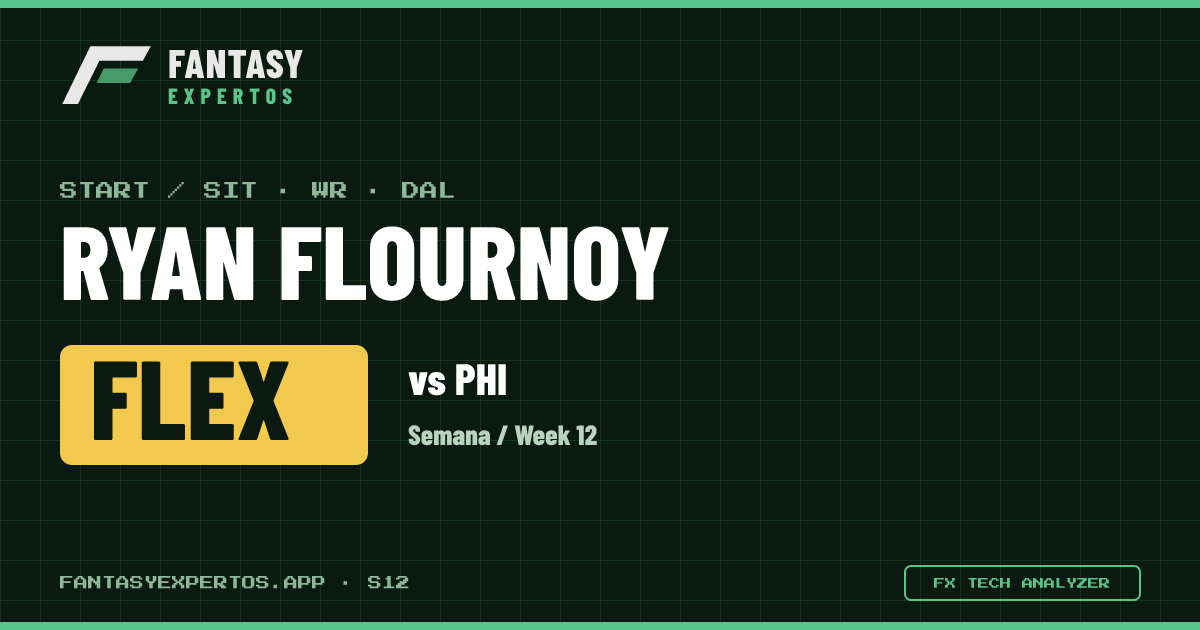 FANTASY
EXPERTOS
START / SIT · WR · DAL
RYAN FLOURNOY
FLEX
vs PHI
Semana / Week 12
FANTASYEXPERTOS.APP · S12
FX TECH ANALYZER